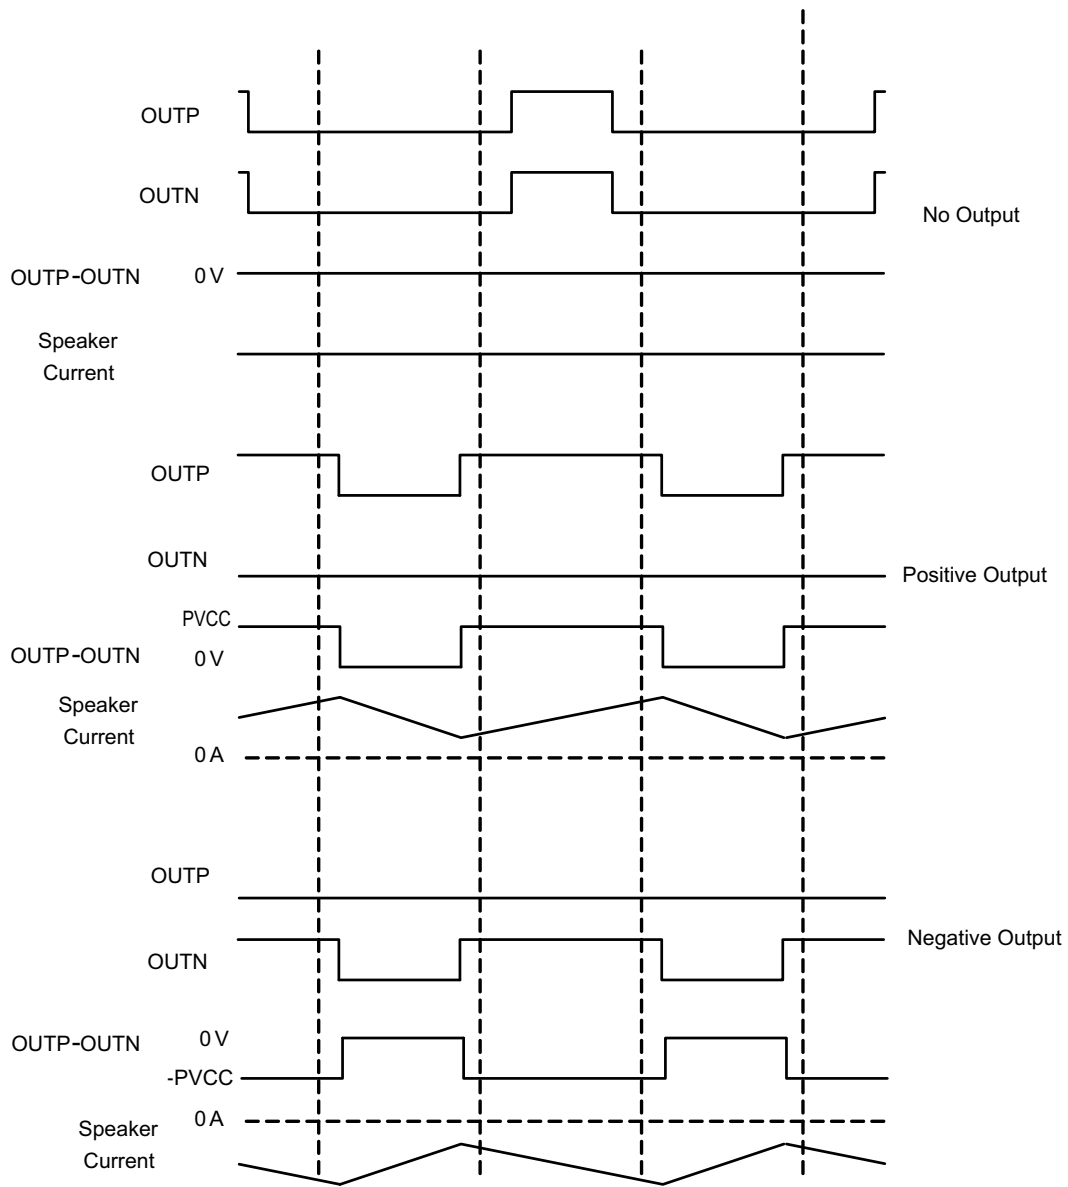 OUTP
OUTN
No Output
OUTP-OUTN 0 V
Speaker
Current
OUTP
OUTN
Positive Output
PVCC
OUTP-OUTN 0 V
Speaker
Current
0 A
OUTP
Negative Output
OUTN
OUTP-OUTN 0 V
-PVCC
0 A
Speaker
Current